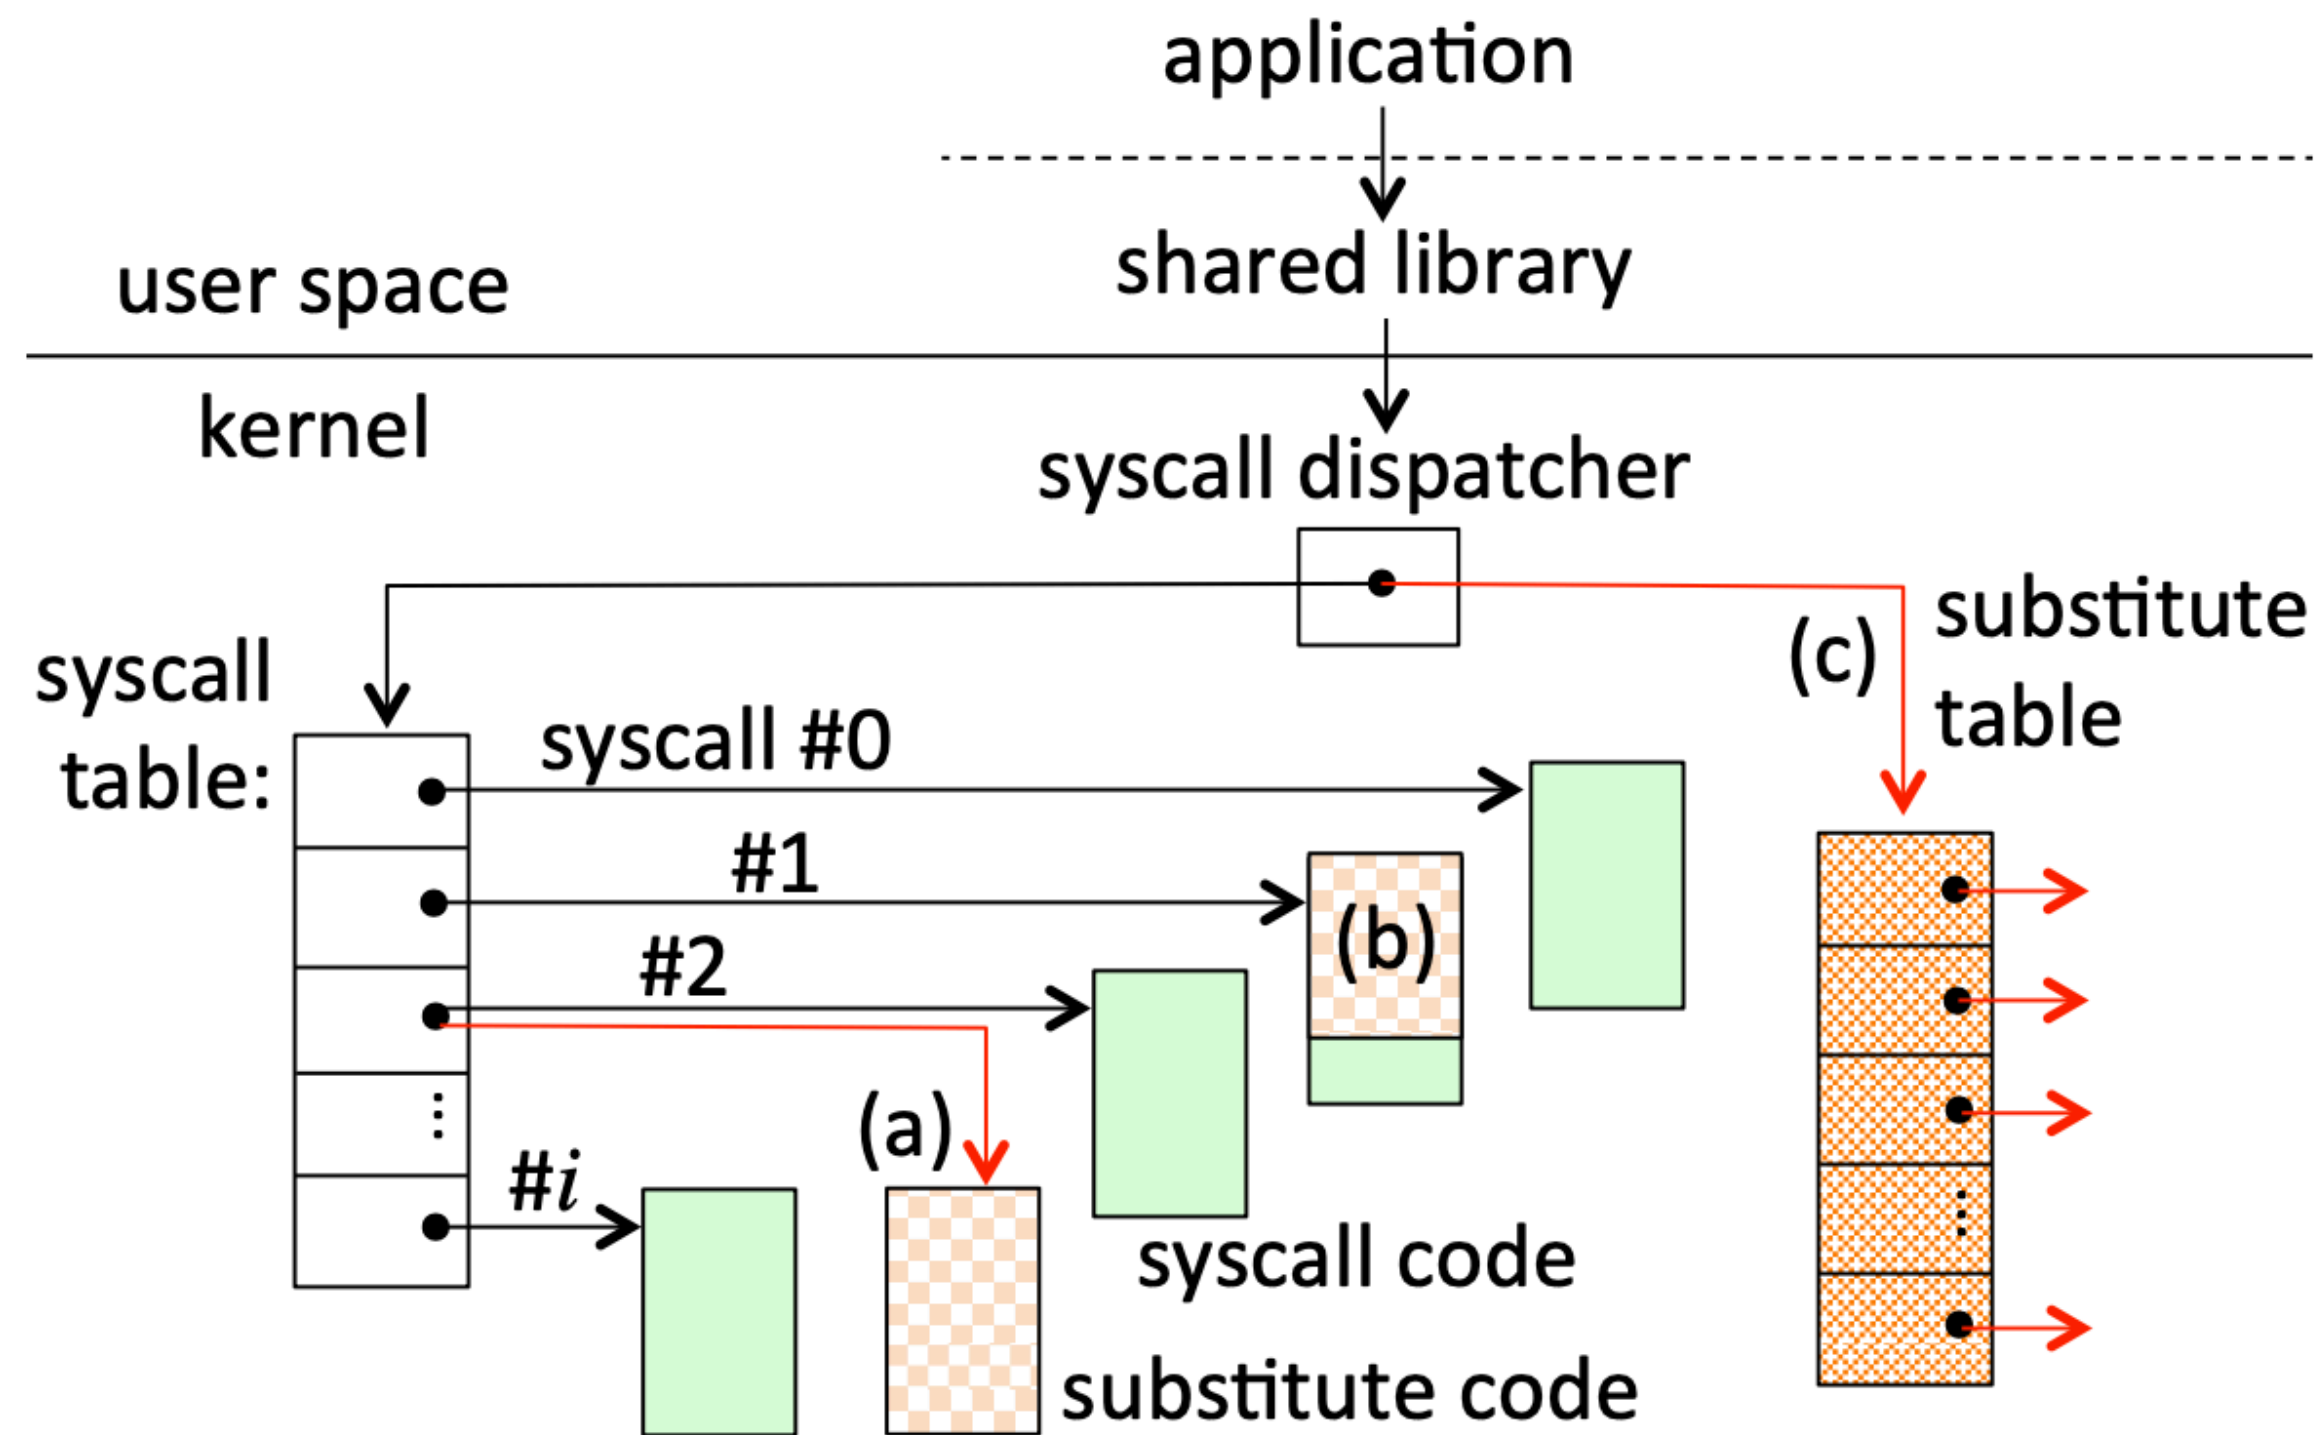 application
shared library
user space
kernel
syscall dispatcher
substitute
table
(c)
syscall
table:
syscall #0
#1
(b)
#2
(a)
#i
syscall code
substitute code